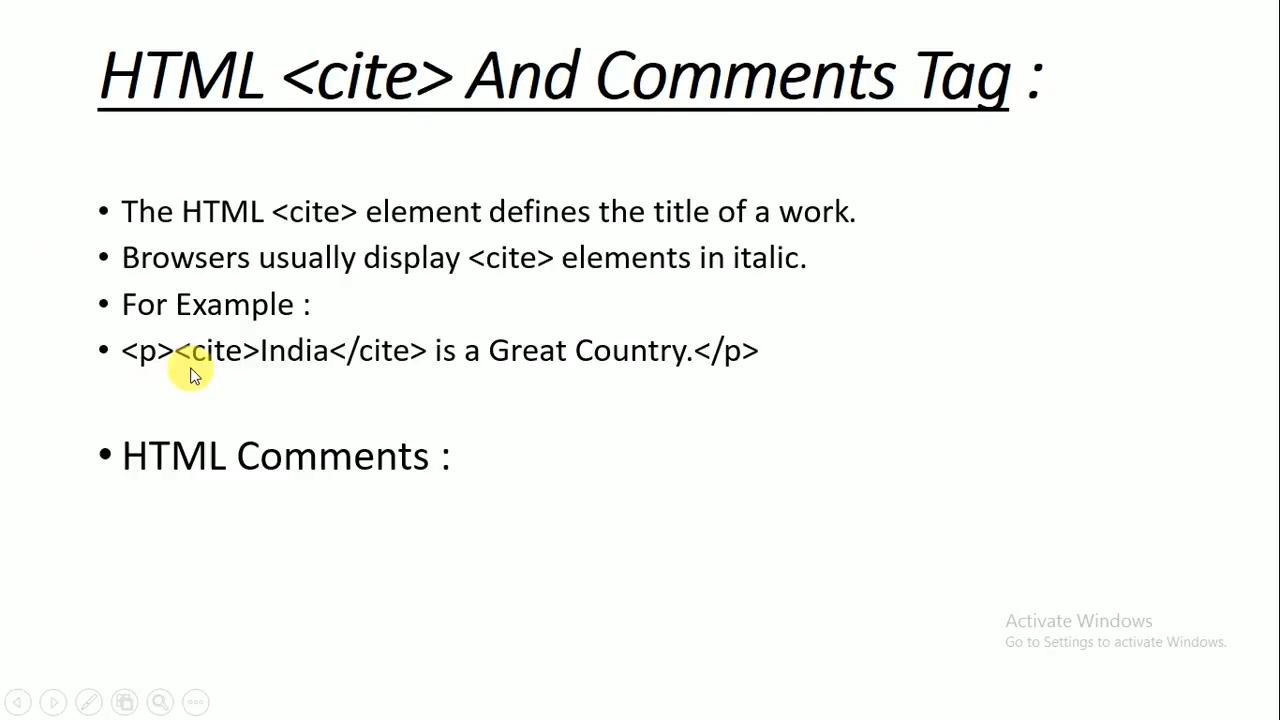 HTML <cite> And Comments Tag :
• The HTML <cite> element defines the title of a work.
• Browsers usually display <cite> elements in italic.
• For Example :
• <p><cite>India</cite> is a Great Country.</p>
• HTML Comments :
Activate Windows
Go to Settings to activate Windows.